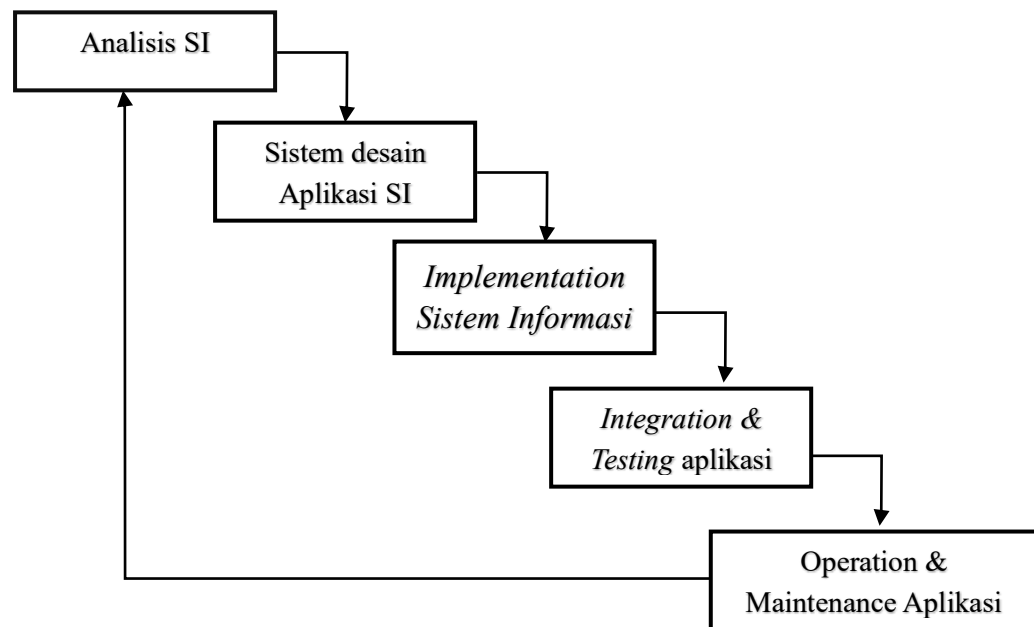 Analisis SI
Sistem desain
Aplikasi SI
Implementation
Sistem Informasi
Integration &
Testing aplikasi
Operation &
Maintenance Aplikasi